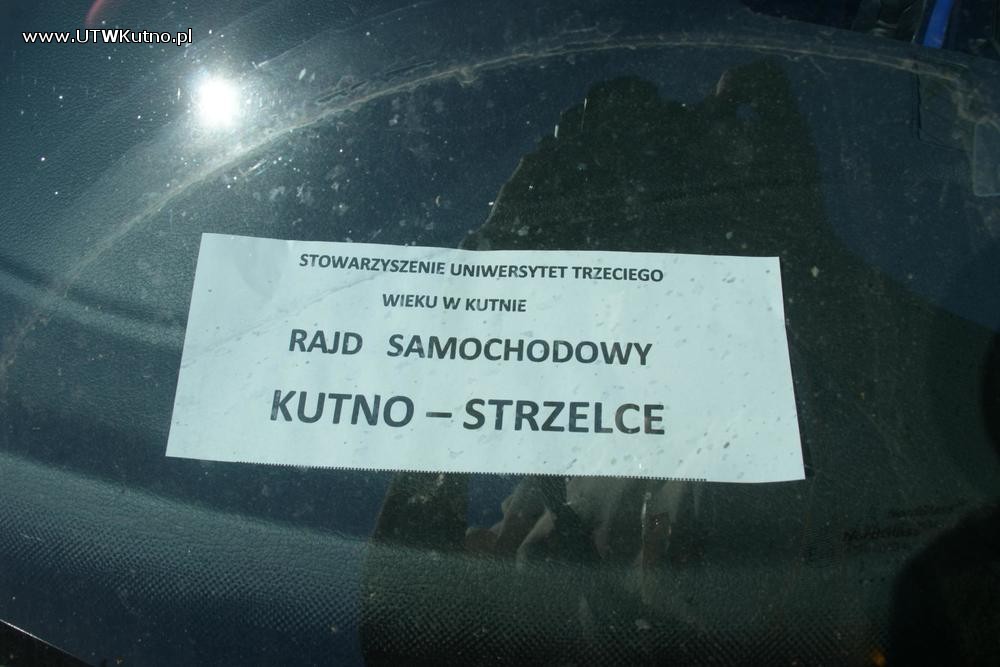 www.UTWKutno.pl
STOWARZYSZENIE UNIWERSYTET TRZECIEGO
WIEKU W KUTNIE
RAJD SAMOCHODOWY
KUTNO – STRZELCE